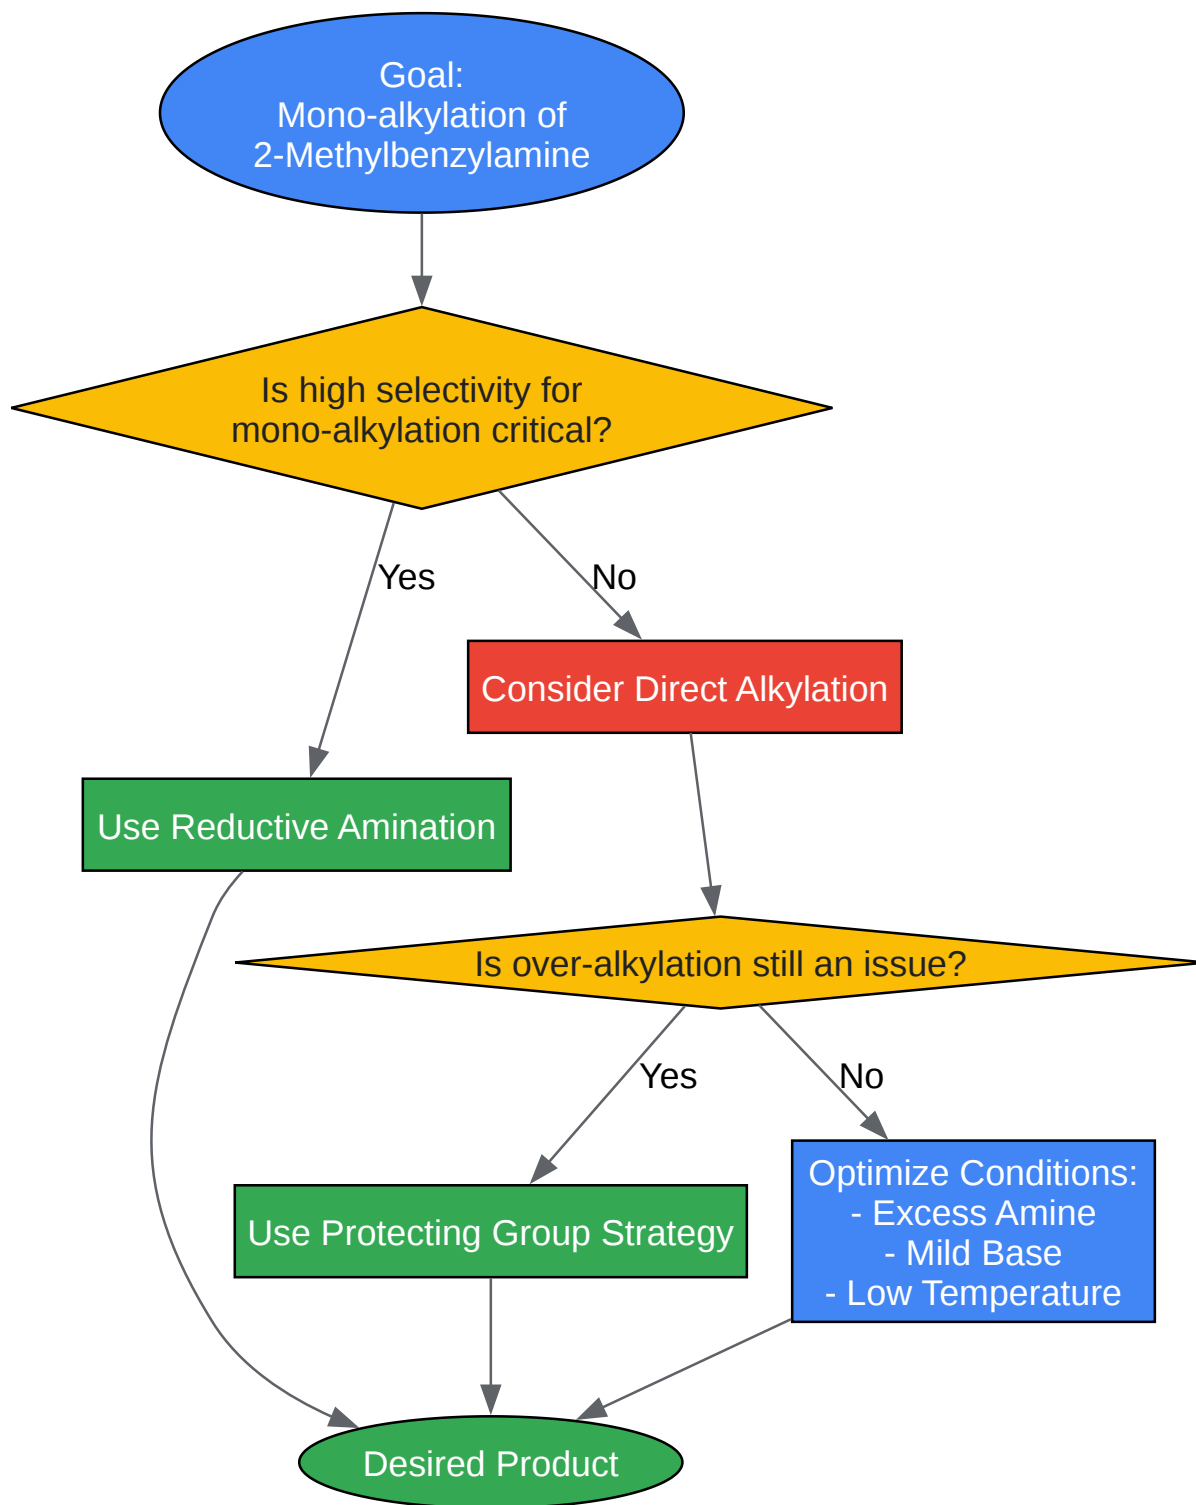 Goal:
Mono-alkylation of
2-Methylbenzylamine
Is high selectivity for
mono-alkylation critical?
Yes
No
Consider Direct Alkylation
Use Reductive Amination
Is over-alkylation still an issue?
Yes
No
Optimize Conditions:
- Excess Amine
- Mild Base
- Low Temperature
Use Protecting Group Strategy
Desired Product